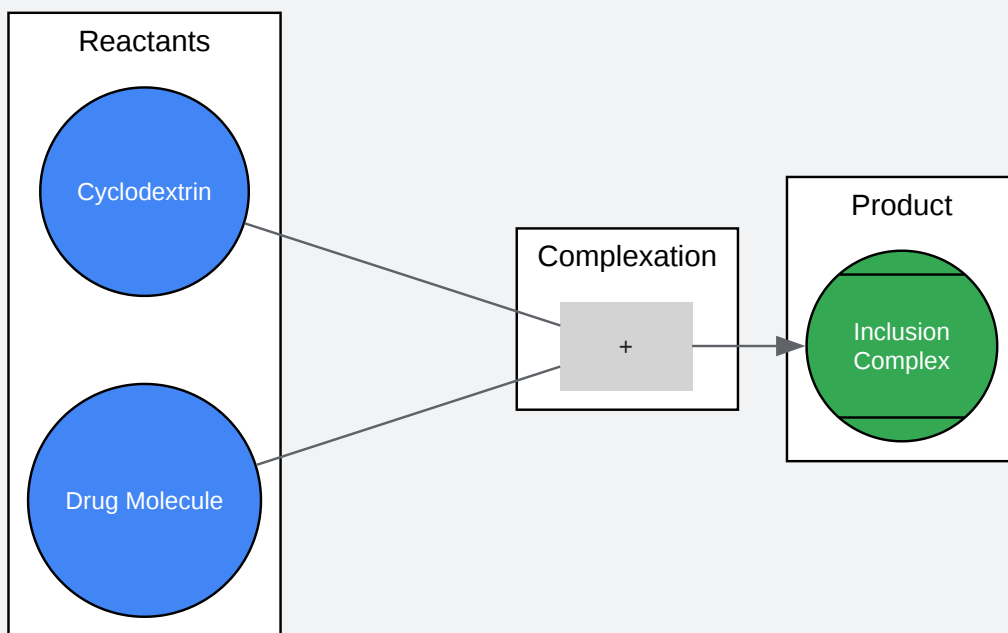 Reactants
Cyclodextrin
Drug Molecule
Complexation
+
Product
Inclusion
Complex